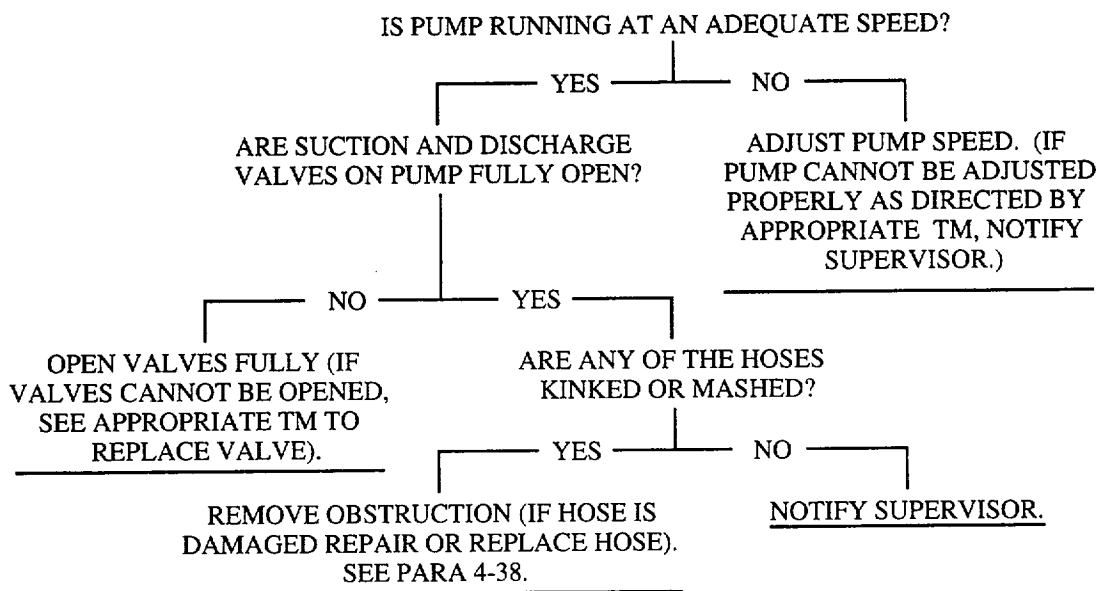 IS PUMP RUNNING AT AN ADEQUATE SPEED?
YES
NO
ARE SUCTION AND DISCHARGE
VALVES ON PUMP FULLY OPEN?
ADJUST PUMP SPEED. (IF
PUMP CANNOT BE ADJUSTED
PROPERLY AS DIRECTED BY
APPROPRIATE TM, NOTIFY
SUPERVISOR.)
NO
YES
OPEN VALVES FULLY (IF
VALVES CANNOT BE OPENED,
SEE APPROPRIATE TM TO
REPLACE VALVE).
ARE ANY OF THE HOSES
KINKED OR MASHED?
YES
NO
REMOVE OBSTRUCTION (IF HOSE IS
DAMAGED REPAIR OR REPLACE HOSE).
SEE PARA 4-38.
NOTIFY SUPERVISOR.